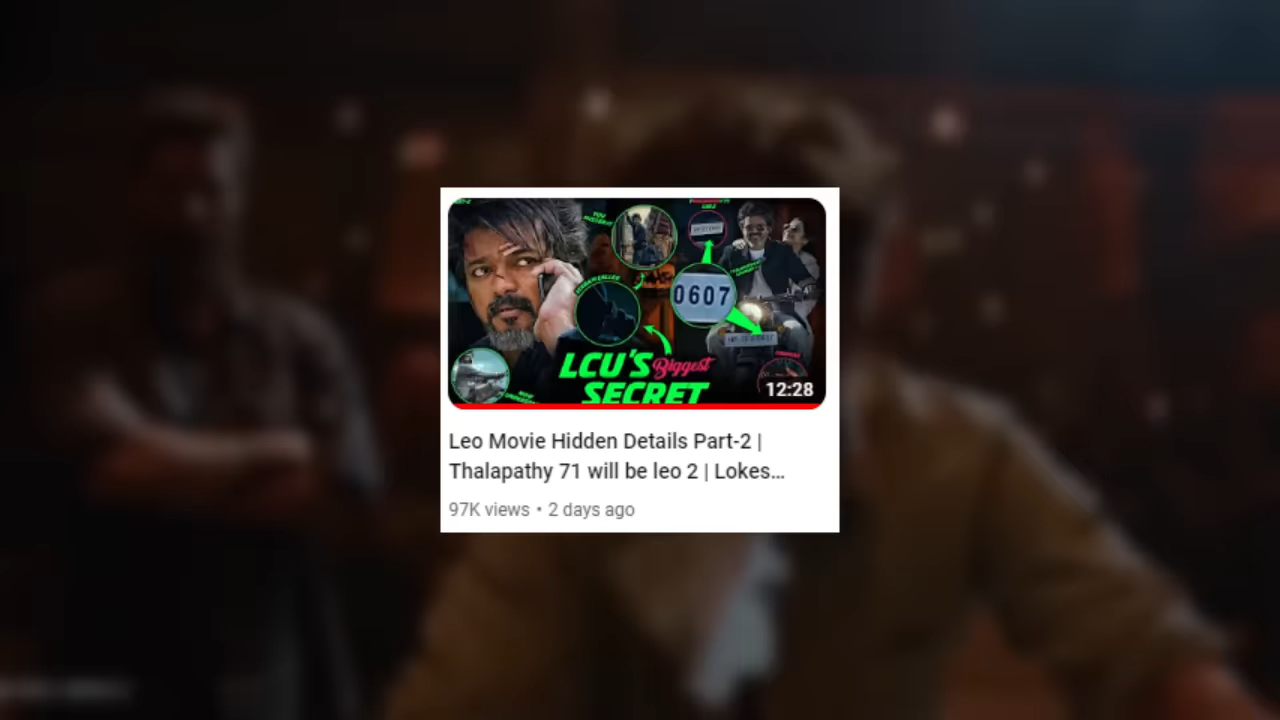 0607
LCU'S Biggest
SECRET
12:28
Leo Movie Hidden Details Part-2 |
Thalapathy 71 will be leo 2 | Lokes...
97K views • 2 days ago